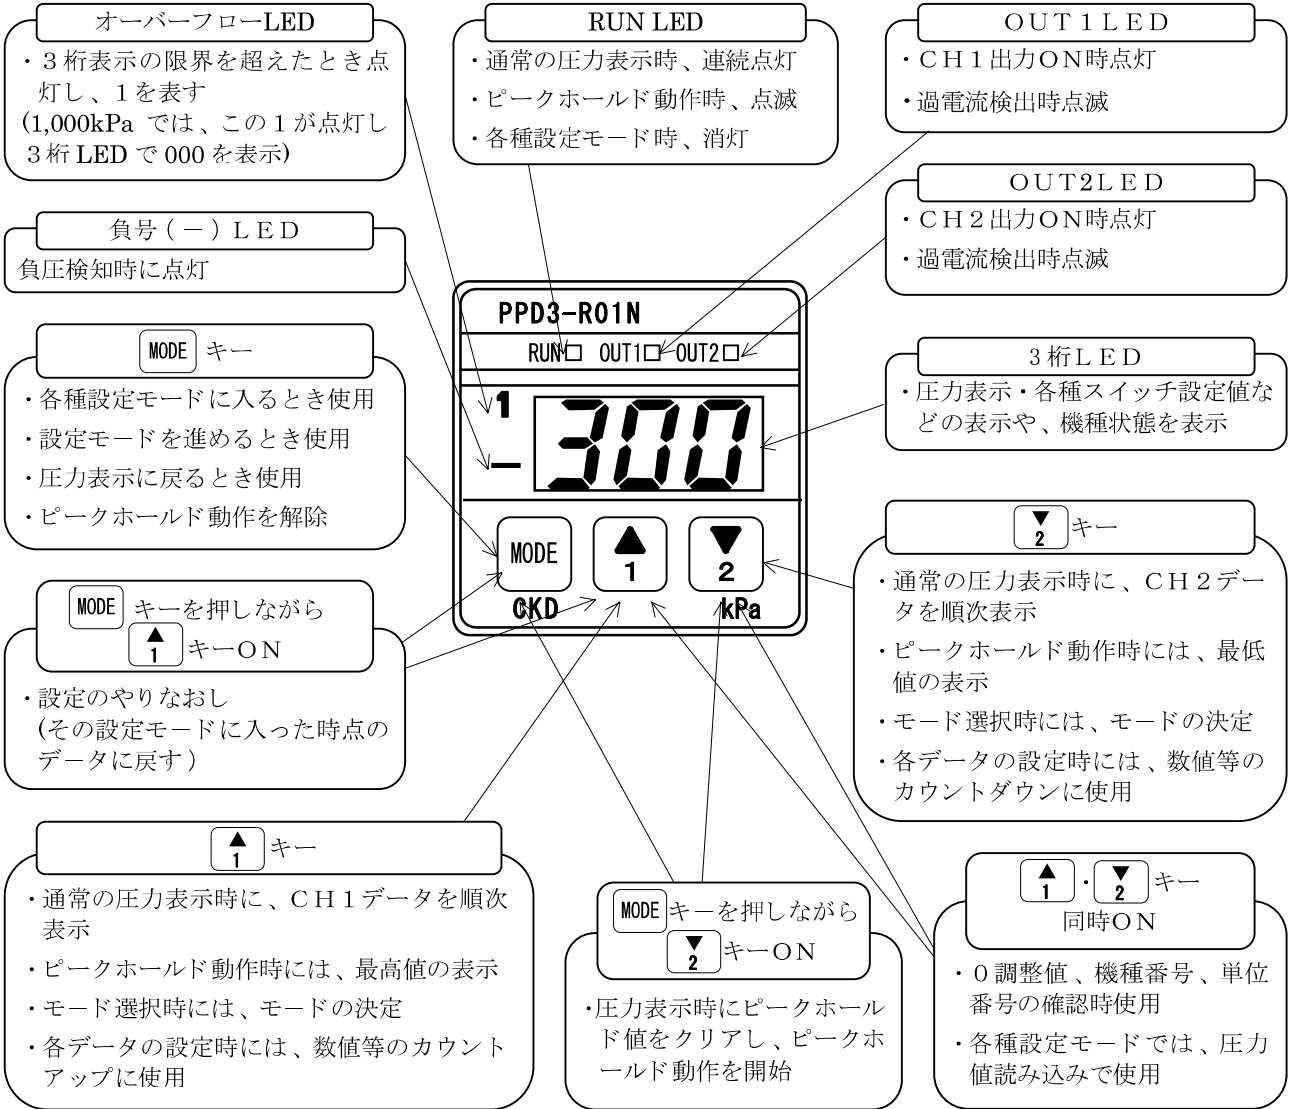 オーバーフローLED
・３桁表示の限界を超えたとき点
灯し、１を表す
(1,000kPa では、この１が点灯し
３桁 LED で 000 を表示)
RUN LED
・通常の圧力表示時、連続点灯
・ピークホールド動作時、点滅
・各種設定モード時、消灯
ＯＵＴ１ＬＥＤ
・ＣＨ１出力ＯＮ時点灯
・過電流検出時点滅
ＯＵＴ2ＬＥＤ
・ＣＨ２出力ＯＮ時点灯
・過電流検出時点滅
負号（－）ＬＥＤ
負圧検知時に点灯
MODE キー
・各種設定モードに入るとき使用
・設定モードを進めるとき使用
・圧力表示に戻るとき使用
・ピークホールド動作を解除
PPD3-R01N
RUN□ OUT1□ OUT2□
1
－ 300
MODE ▲1 ▼2
CKD kPa
３桁ＬＥＤ
・圧力表示・各種スイッチ設定値な
どの表示や、機種状態を表示
▼2 キー
・通常の圧力表示時に、ＣＨ２デー
タを順次表示
・ピークホールド動作時には、最低
値の表示
・モード選択時には、モードの決定
・各データの設定時には、数値等の
カウントダウンに使用
MODE キーを押しながら
▲1 キーＯＮ
・設定のやりなおし
(その設定モードに入った時点の
データに戻す）
▲1 キー
・通常の圧力表示時に、ＣＨ１データを順次
表示
・ピークホールド動作時には、最高値の表示
・モード選択時には、モードの決定
・各データの設定時には、数値等のカウント
アップに使用
MODE キーを押しながら
▼2 キーＯＮ
・圧力表示時にピークホール
ド値をクリアし、ピークホ
ールド動作を開始
▲1・▼2 キー
同時ＯＮ
・０調整値、機種番号、単位
番号の確認時使用
・各種設定モードでは、圧力
値読み込みで使用